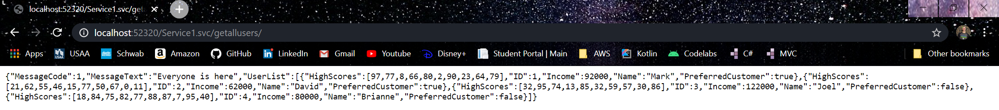 localhost:52320/Service1.svc/geta
localhost:52320/Service1.svc/getallusers/
Apps USAA Schwab Amazon GitHub LinkedIn Gmail Youtube Disney+ Student Portal | Main AWS Kotlin Codelabs C# MVC Other bookmarks
{"MessageCode":1,"MessageText":"Everyone is here","UserList":[{"HighScores":[97,77,8,66,80,2,90,23,64,79],"ID":1,"Income":92000,"Name":"Mark","PreferredCustomer":true},{"HighScores":
[21,62,55,46,15,77,50,67,0,11],"ID":2,"Income":62000,"Name":"David","PreferredCustomer":true},{"HighScores":[32,95,74,13,85,32,59,57,30,86],"ID":3,"Income":122000,"Name":"Joel","PreferredCustomer":false},
{"HighScores":[18,84,75,82,77,88,87,7,95,40],"ID":4,"Income":80000,"Name":"Brianne","PreferredCustomer":false}]}